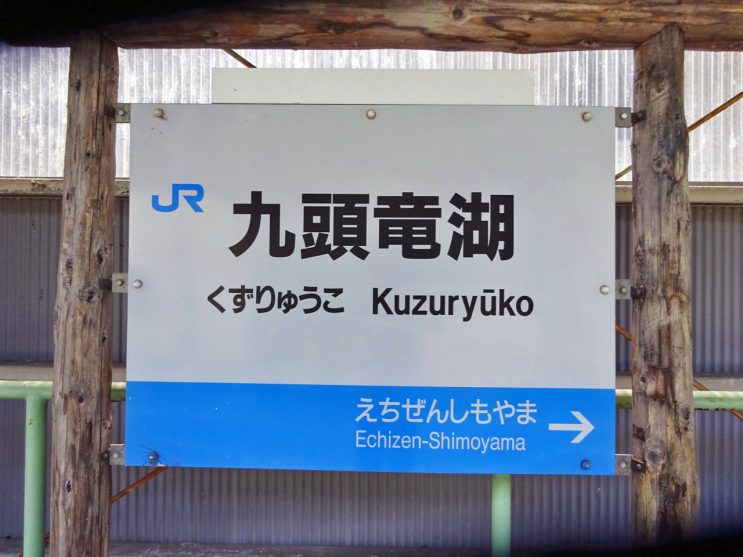 JR
九頭竜湖
くずりゅうこ Kuzuryūko
えちぜんしもやま
Echizen-Shimoyama →